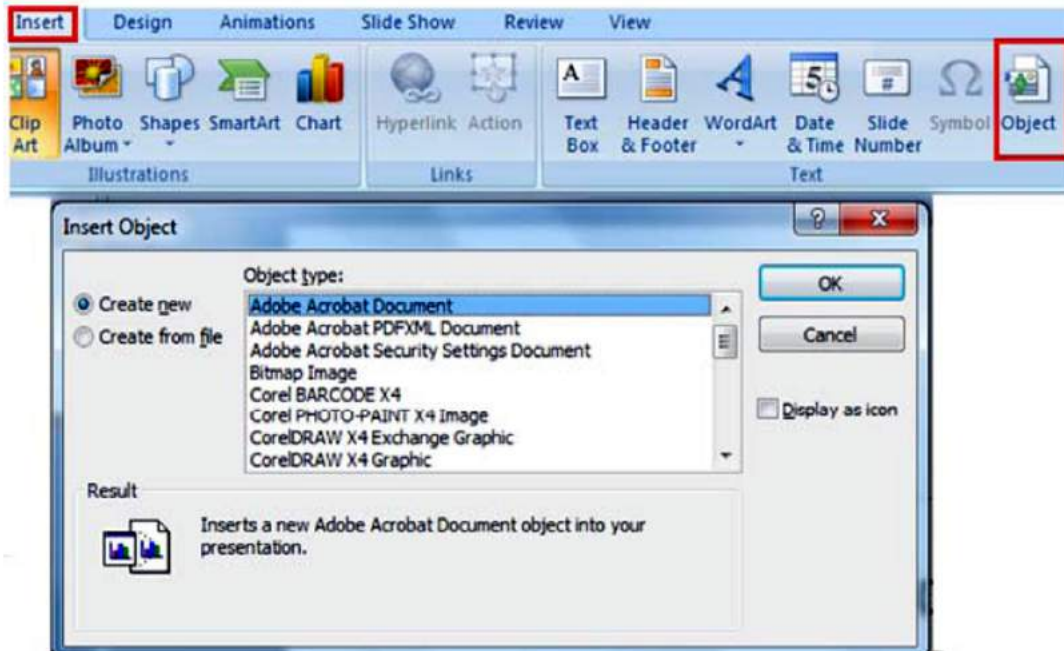 Insert Design Animations Slide Show Review View
Clip Art Photo Album Shapes SmartArt Chart Hyperlink Action Text Box Header & Footer WordArt Date & Time Slide Number Symbol Object
Illustrations Links Text
Insert Object
Object type:
Create new
Create from file
Adobe Acrobat Document
Adobe Acrobat PDFXML Document
Adobe Acrobat Security Settings Document
Bitmap Image
Corel BARCODE X4
Corel PHOTO-PAINT X4 Image
CorelDRAW X4 Exchange Graphic
CorelDRAW X4 Graphic
OK
Cancel
Display as icon
Result
Inserts a new Adobe Acrobat Document object into your
presentation.